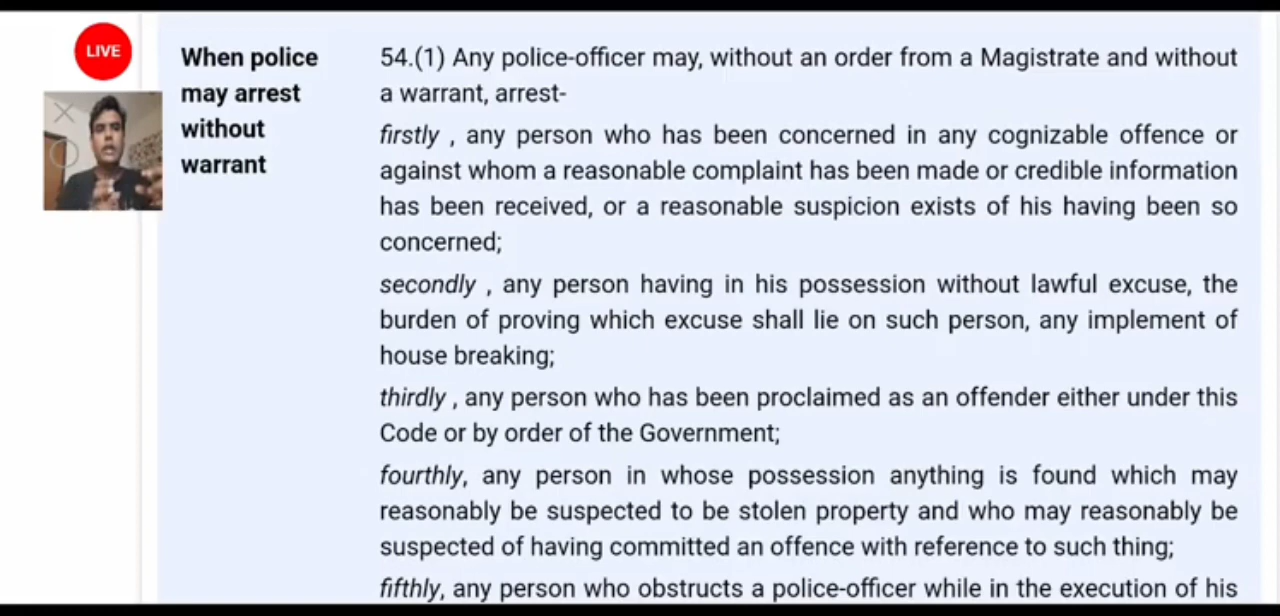 LIVE
When police
may arrest
without
warrant
54.(1) Any police-officer may, without an order from a Magistrate and without
a warrant, arrest-
firstly , any person who has been concerned in any cognizable offence or
against whom a reasonable complaint has been made or credible information
has been received, or a reasonable suspicion exists of his having been so
concerned;
secondly , any person having in his possession without lawful excuse, the
burden of proving which excuse shall lie on such person, any implement of
house breaking;
thirdly , any person who has been proclaimed as an offender either under this
Code or by order of the Government;
fourthly, any person in whose possession anything is found which may
reasonably be suspected to be stolen property and who may reasonably be
suspected of having committed an offence with reference to such thing;
fifthly, any person who obstructs a police-officer while in the execution of his